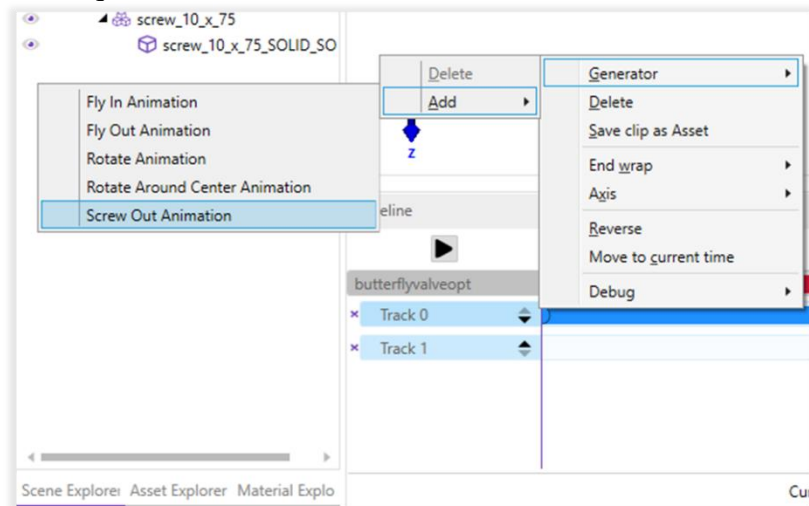 screw_10_x_75
screw_10_x_75_SOLID_SO
Delete
Add
Generator
Delete
Save clip as Asset
End wrap
Axis
Reverse
Move to current time
Debug
Fly In Animation
Fly Out Animation
Rotate Animation
Rotate Around Center Animation
Screw Out Animation
z
eline
butterflyvalveopt
Track 0
Track 1
Scene Explorer Asset Explorer Material Explo
Cu